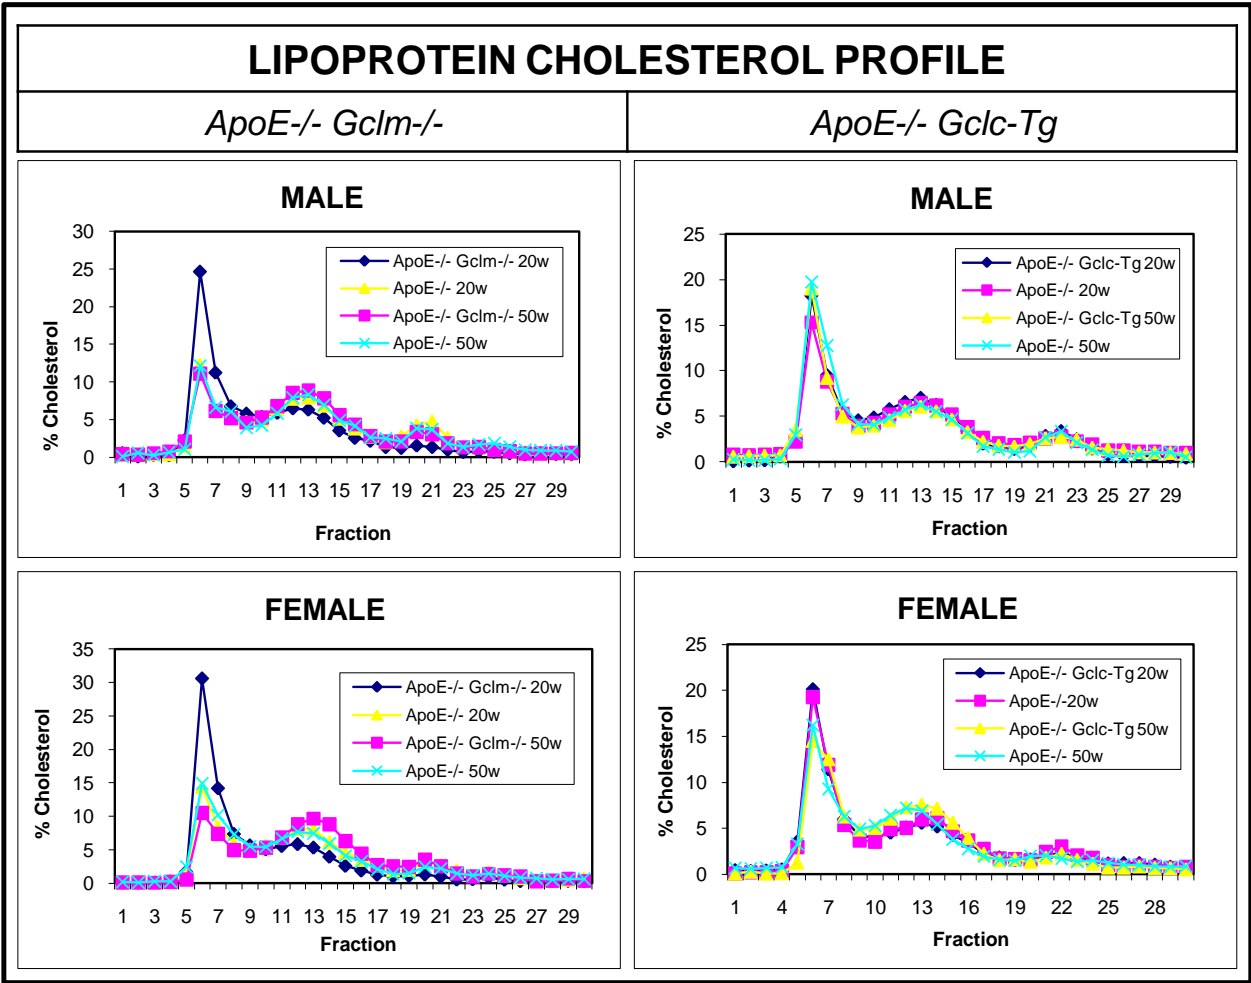 LIPOPROTEIN CHOLESTEROL PROFILE
ApoE-/- Gclm-/-
ApoE-/- Gclc-Tg
MALE
30
25
20
15
10
5
0
% Cholesterol
ApoE-/- Gclm-/- 20w
ApoE-/- 20w
ApoE-/- Gclm-/- 50w
ApoE-/- 50w
1 3 5 7 9 11 13 15 17 19 21 23 25 27 29
Fraction
MALE
25
20
15
10
5
0
% Cholesterol
ApoE-/- Gclc-Tg 20w
ApoE-/- 20w
ApoE-/- Gclc-Tg 50w
ApoE-/- 50w
1 3 5 7 9 11 13 15 17 19 21 23 25 27 29
Fraction
FEMALE
35
30
25
20
15
10
5
0
% Cholesterol
ApoE-/- Gclm-/- 20w
ApoE-/- 20w
ApoE-/- Gclm-/- 50w
ApoE-/- 50w
1 3 5 7 9 11 13 15 17 19 21 23 25 27 29
Fraction
FEMALE
25
20
15
10
5
0
% Cholesterol
ApoE-/- Gclc-Tg 20w
ApoE-/-20w
ApoE-/- Gclc-Tg 50w
ApoE-/- 50w
1 4 7 10 13 16 19 22 25 28
Fraction